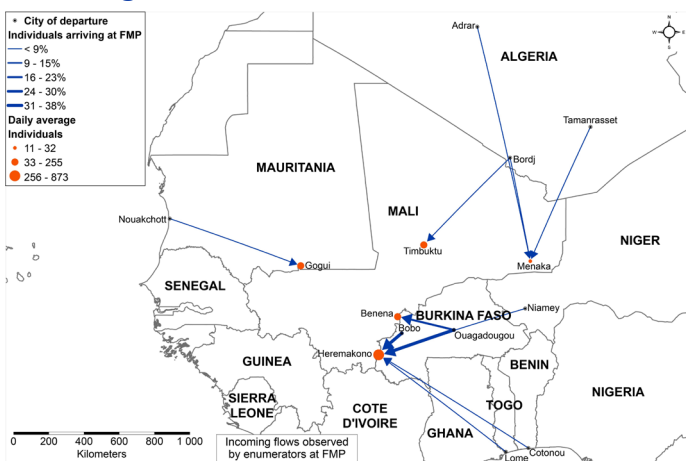 * City of departure
Individuals arriving at FMP
< 9%
9 - 15%
16 - 23%
24 - 30%
31 - 38%
Daily average
Individuals
11 - 32
33 - 255
256 - 873
N
W
E
S
Adrar
ALGERIA
Tamanrasset
Bordj
MAURITANIA
MALI
Nouakchott
Timbuktu
Gogui
Menaka
NIGER
SENEGAL
Benena
BURKINA FASO
Niamey
Bobo
Ouagadougou
Heremakono
GUINEA
BENIN
SIERRA
LEONE
COTE
D'IVOIRE
TOGO
NIGERIA
GHANA
Lome
Cotonou
0 200 400 600 800 1 000
Kilometers
Incoming flows observed
by enumerators at FMP